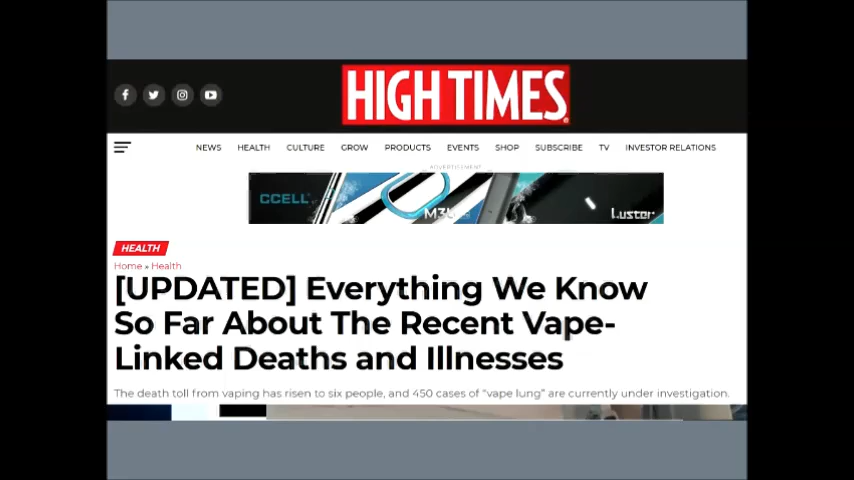 HIGH TIMES
NEWS HEALTH CULTURE GROW PRODUCTS EVENTS SHOP SUBSCRIBE TV INVESTOR RELATIONS
ADVERTISEMENT
CCELL Luster
HEALTH
Home » Health
[UPDATED] Everything We Know
So Far About The Recent Vape-
Linked Deaths and Illnesses
The death toll from vaping has risen to six people, and 450 cases of “vape lung” are currently under investigation.